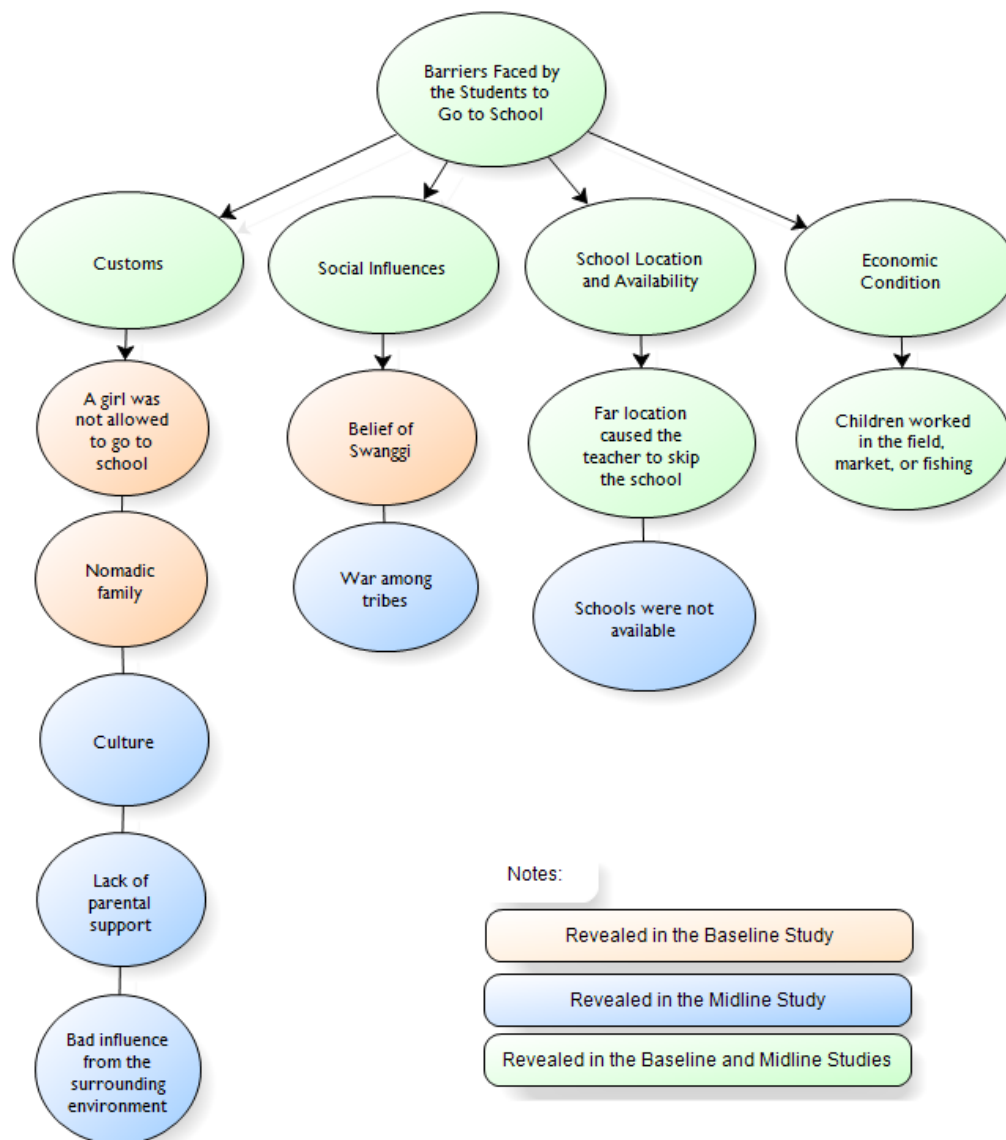 Barriers Faced by
the Students to
Go to School
Customs
Social Influences
School Location
and Availability
Economic
Condition
A girl was
not allowed
to go to
school
Belief of
Swanggi
Far location
caused the
teacher to skip
the school
Children worked
in the field,
market, or fishing
Nomadic
family
War among
tribes
Schools were not
available
Culture
Lack of
parental
support
Bad influence
from the
surrounding
environment
Notes:
Revealed in the Baseline Study
Revealed in the Midline Study
Revealed in the Baseline and Midline Studies